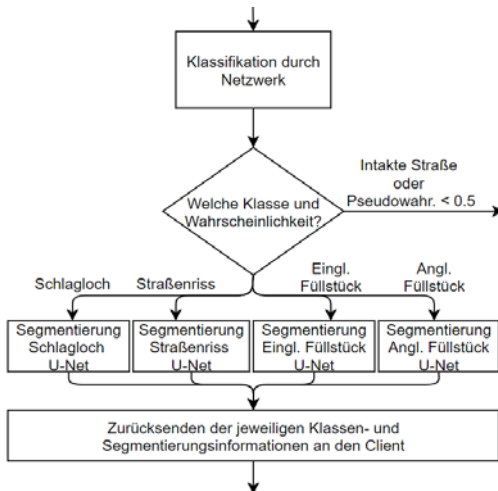 Klassifikation durch
Netzwerk
Intakte Straße
oder
Pseudowahr. < 0.5
Welche Klasse und
Wahrscheinlichkeit?
Schlagloch
Straßenriss
Eingl.
Füllstück
Angl.
Füllstück
Segmentierung
Schlagloch
U-Net
Segmentierung
Straßenriss
U-Net
Segmentierung
Eingl. Füllstück
U-Net
Segmentierung
Angl. Füllstück
U-Net
Zurücksenden der jeweiligen Klassen- und
Segmentierungsinformationen an den Client